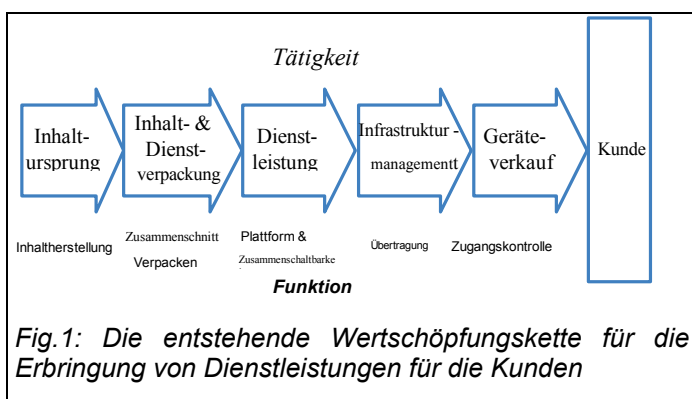 Tätigkeit
Inhalt-
ursprung
Inhalt- &
Dienst-
verpackung
Dienst-
leistung
Infrastruktur -
managementt
Geräte-
verkauf
Kunde
Inhaltherstellung
Zusammenschnitt
Verpacken
Plattform &
Zusammenschaltbarke
Übertragung
Zugangskontrolle
Funktion
Fig.1: Die entstehende Wertschöpfungskette für die
Erbringung von Dienstleistungen für die Kunden